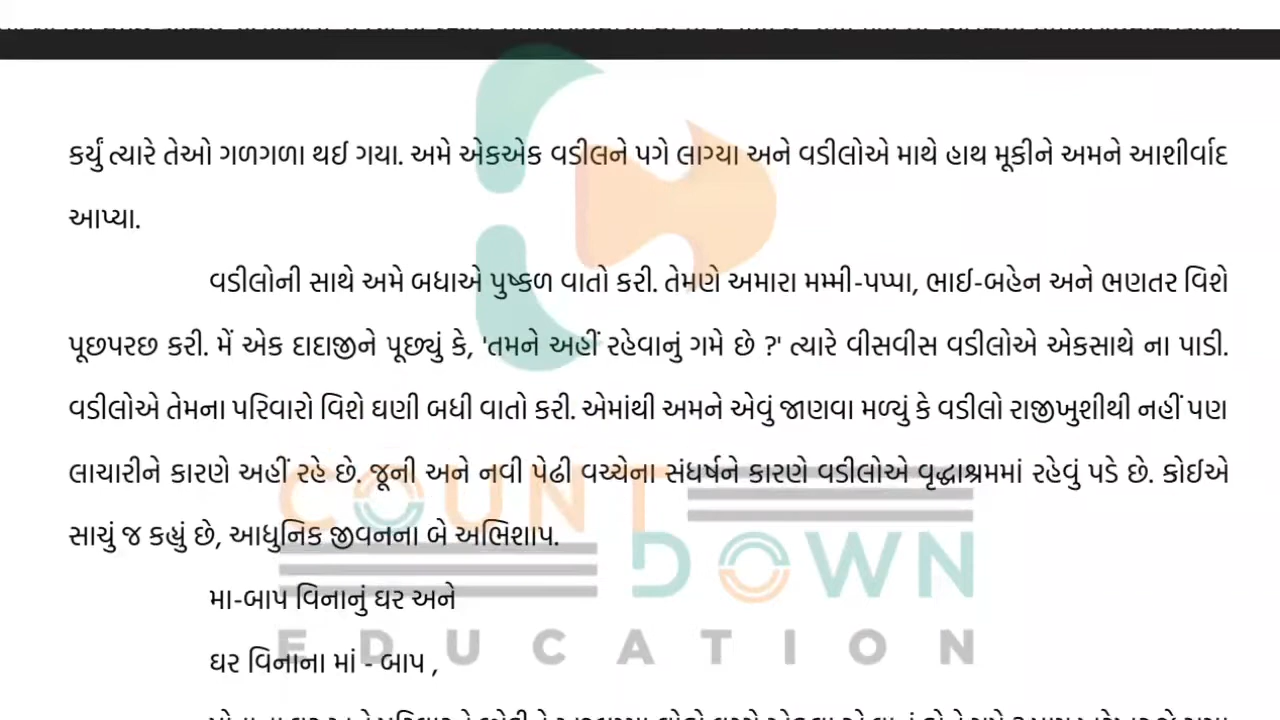 કર્યું ત્યારે તેઓ ગળગળા થઈ ગયા. અમે એકએક વડીલને પગે લાગ્યા અને વડીલોએ માથે હાથ મૂકીને અમને આશીર્વાદ
આપ્યા.
વડીલોની સાથે અમે બધાએ પુષ્કળ વાતો કરી. તેમણે અમારા મમ્મી-પપ્પા, ભાઈ-બહેન અને ભણતર વિશે
પૂછપરછ કરી. મેં એક દાદાજીને પૂછ્યું કે, 'તમને અહીં રહેવાનું ગમે છે ?' ત્યારે વીસવીસ વડીલોએ એકસાથે ના પાડી.
વડીલોએ તેમના પરિવારો વિશે ઘણી બધી વાતો કરી. એમાંથી અમને એવું જાણવા મળ્યું કે વડીલો રાજીખુશીથી નહીં પણ
લાચારીને કારણે અહીં રહે છે. જૂની અને નવી પેઢી વચ્ચેના સંઘર્ષને કારણે વડીલોએ વૃદ્ધાશ્રમમાં રહેવું પડે છે. કોઈએ
સાચું જ કહ્યું છે, આધુનિક જીવનના બે અભિશાપ.
મા-બાપ વિનાનું ઘર અને
ઘર વિનાના માં - બાપ ,
COUNT
DOWN
EDUCATION